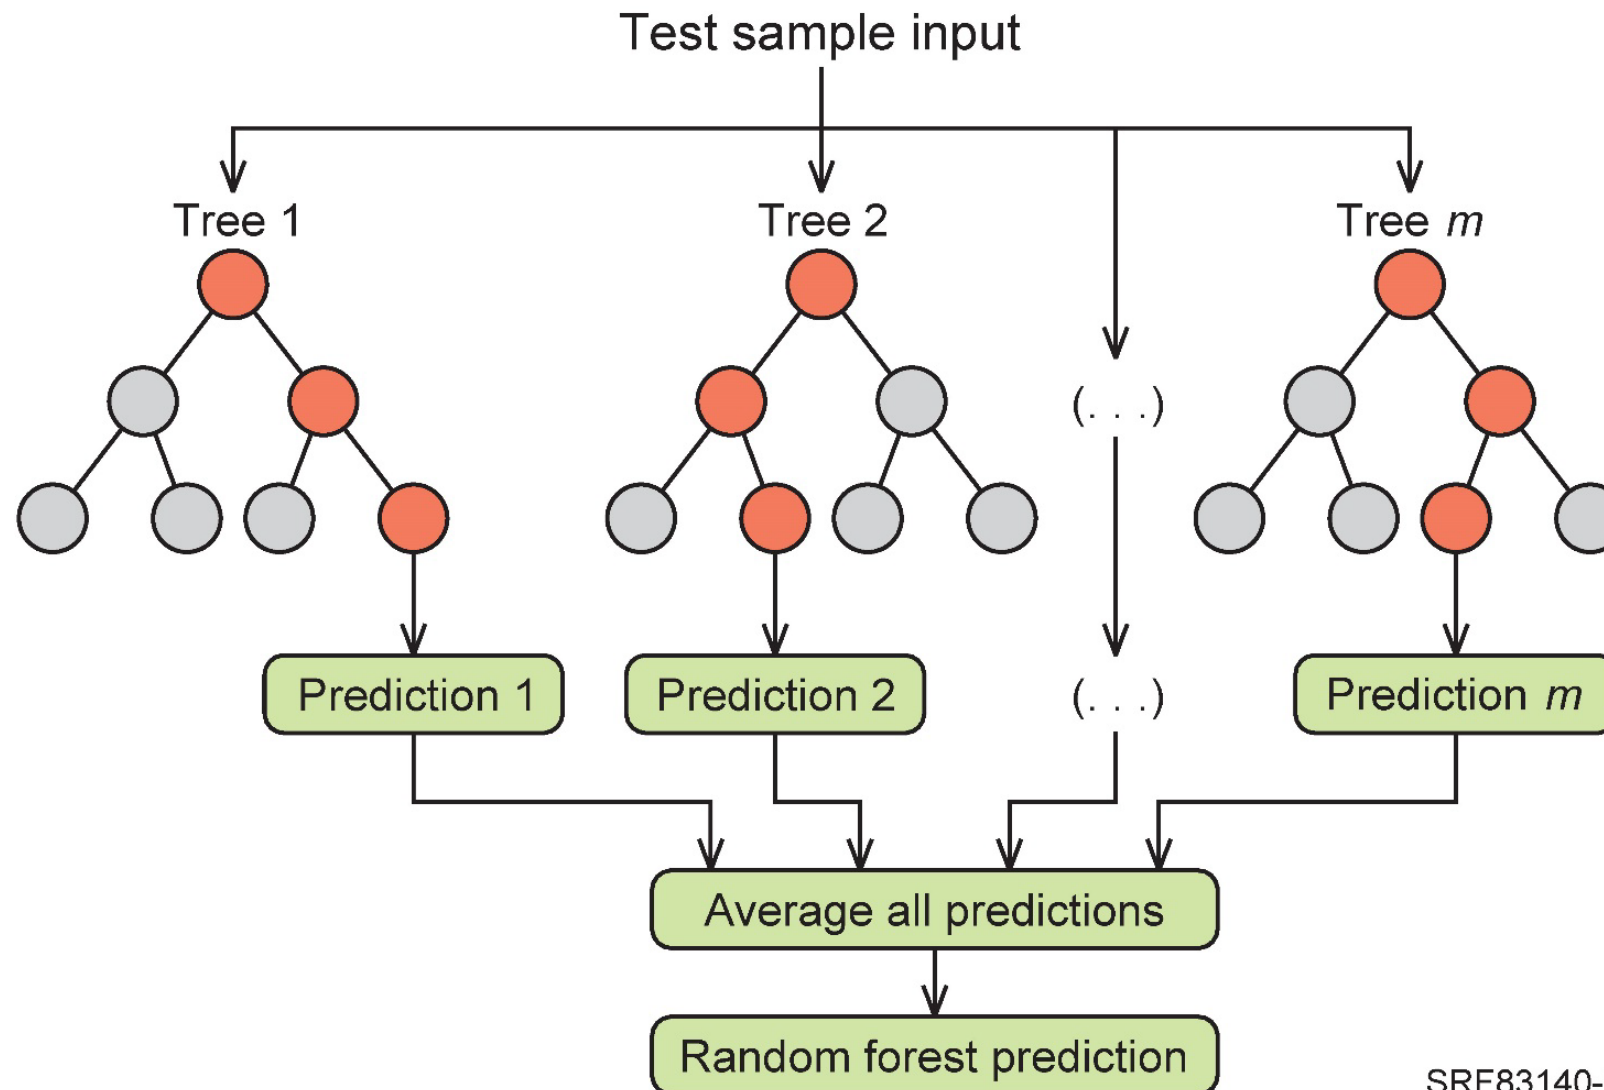 Test sample input
Tree 1
Tree 2
Tree m
(. . .)
Prediction 1
Prediction 2
(. . .)
Prediction m
Average all predictions
Random forest prediction
SRF83140-